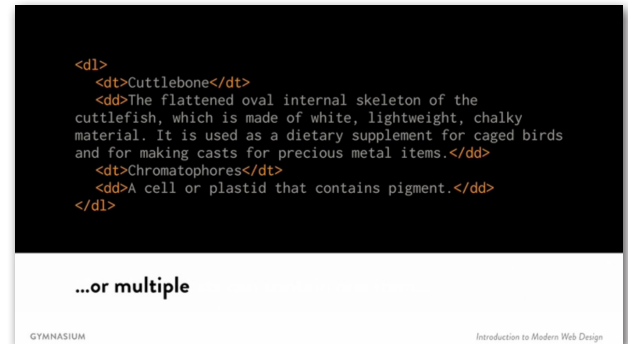 <dl>
<dt>Cuttlebone</dt>
<dd>The flattened oval internal skeleton of the
cuttlefish, which is made of white, lightweight, chalky
material. It is used as a dietary supplement for caged birds
and for making casts for precious metal items.</dd>
<dt>Chromatophores</dt>
<dd>A cell or plastid that contains pigment.</dd>
</dl>
...or multiple
GYMNASIUM
Introduction to Modern Web Design